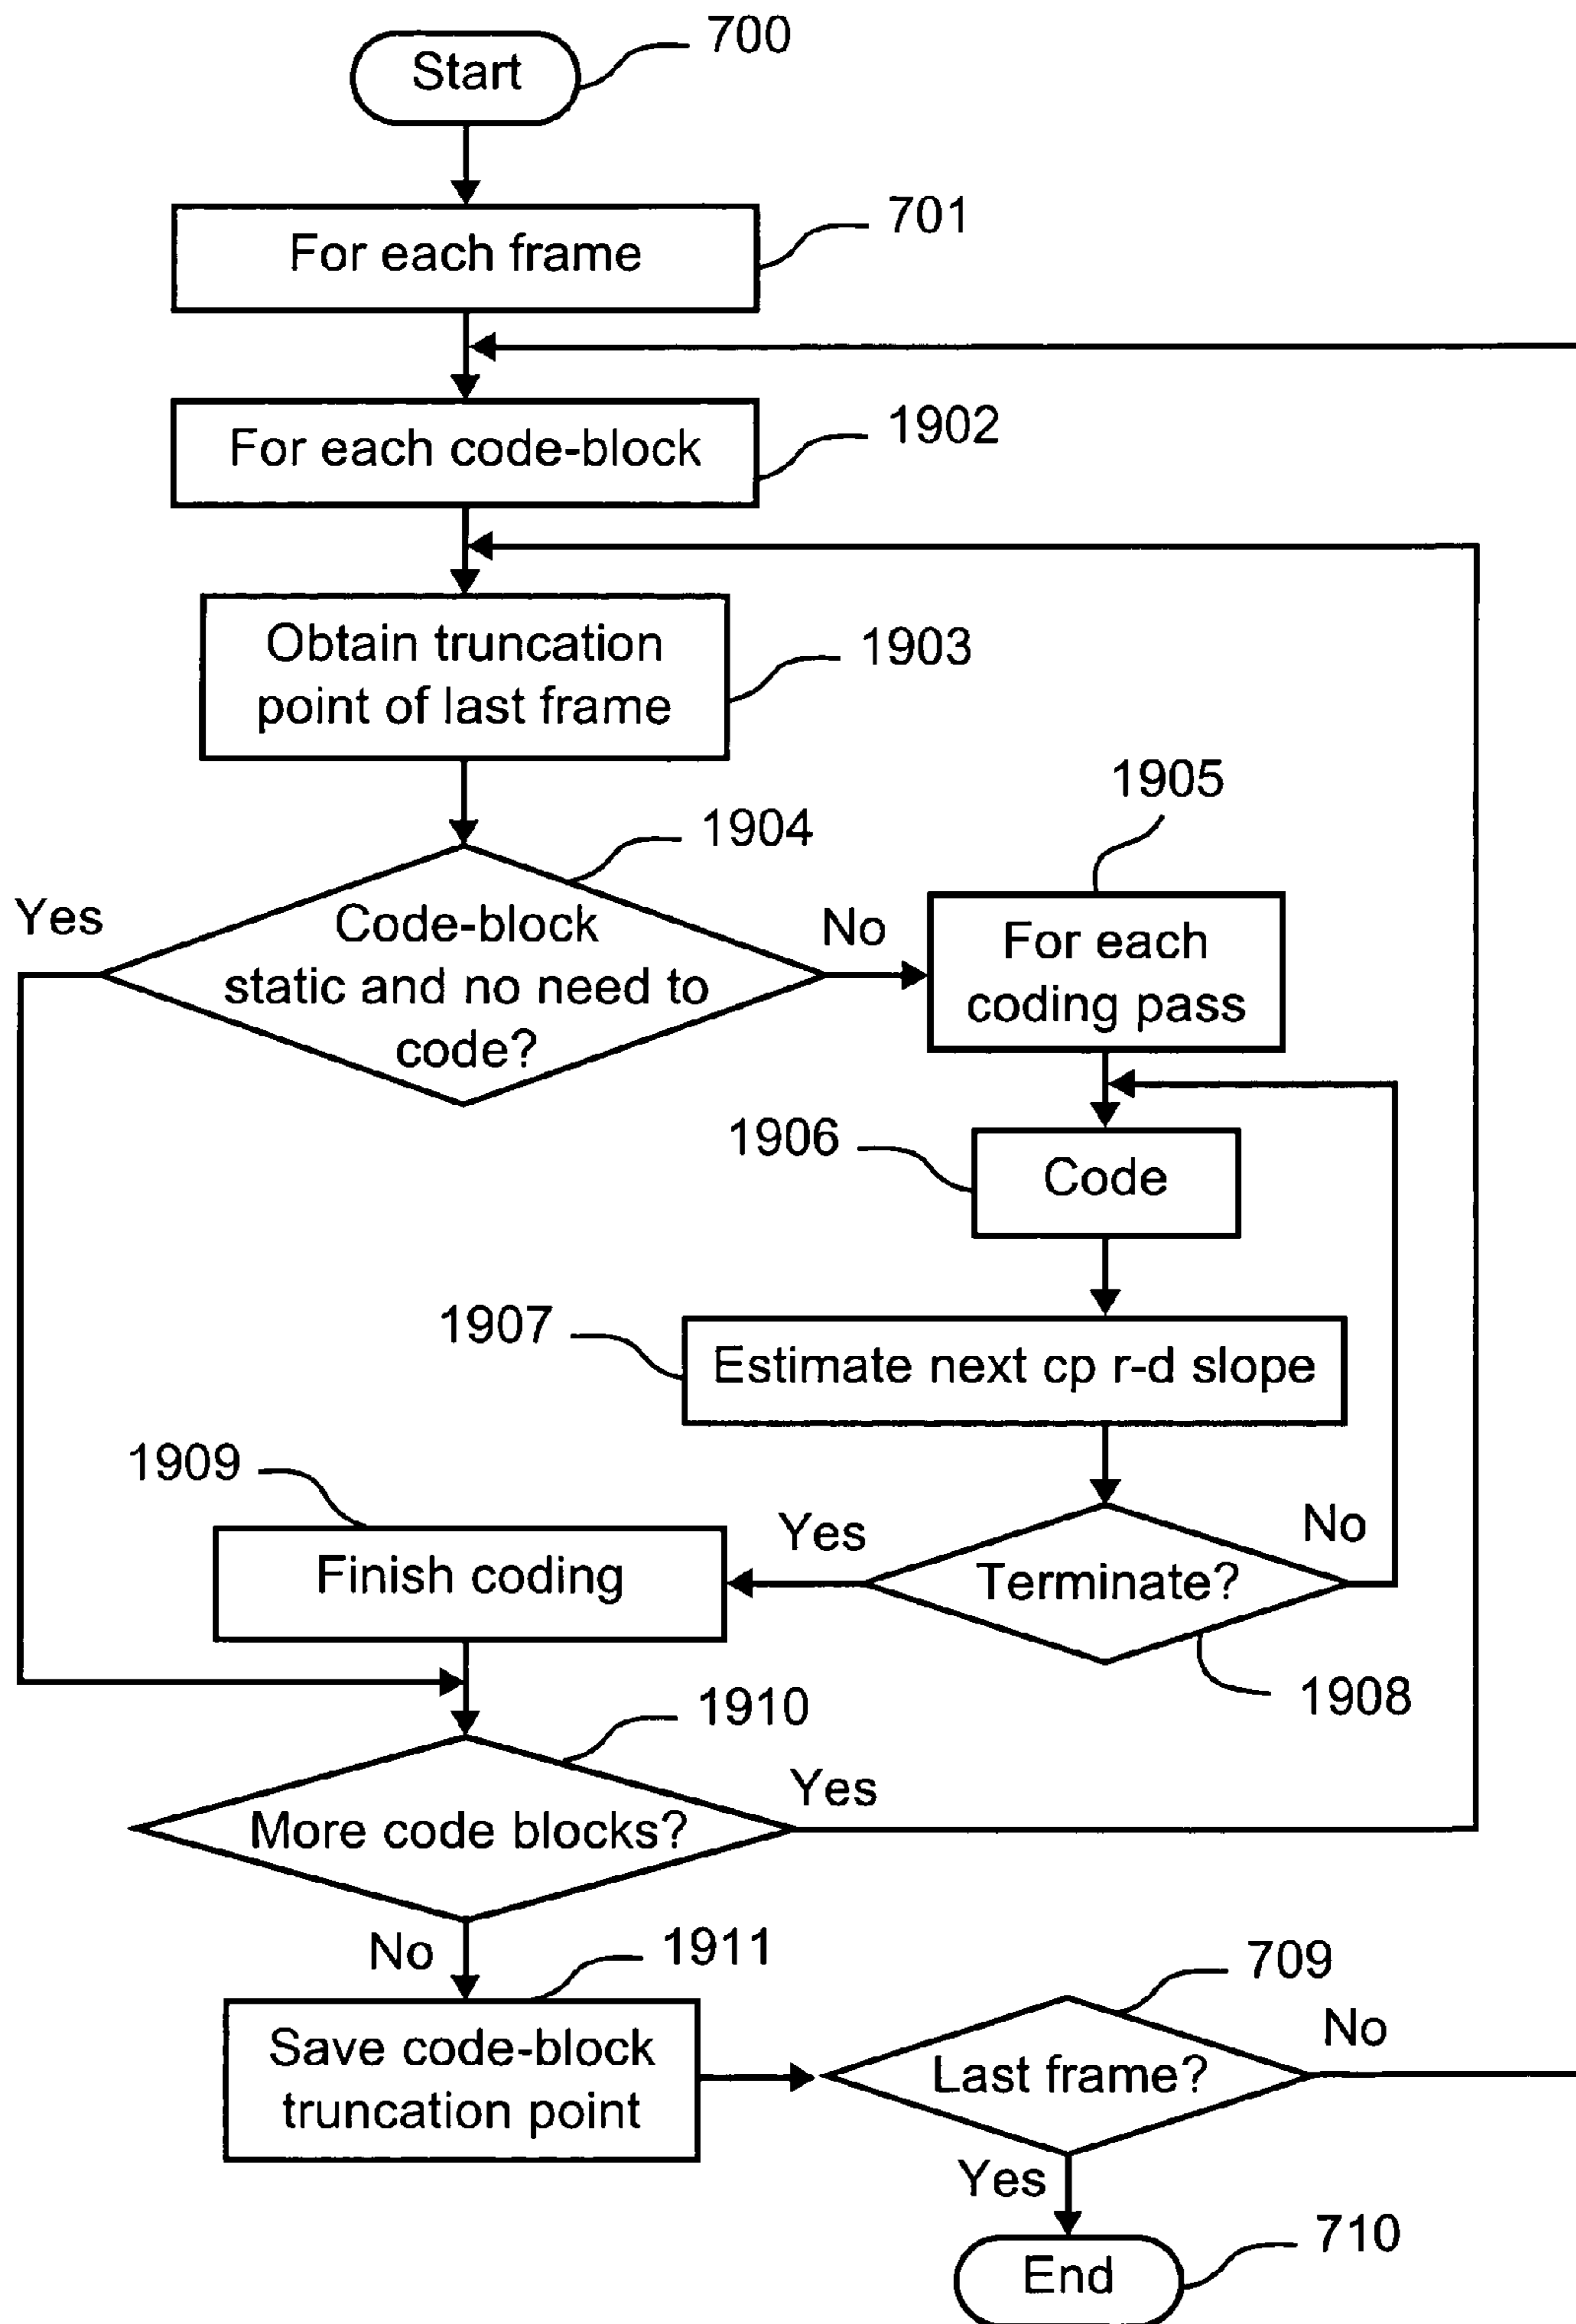 Start
700
For each frame
701
For each code-block
1902
Obtain truncation
point of last frame
1903
1904
Code-block
static and no need to
code?
Yes
No
1905
For each
coding pass
1906
Code
1907
Estimate next cp r-d slope
1909
Finish coding
Yes
Terminate?
No
1908
1910
More code blocks?
Yes
No
1911
Save code-block
truncation point
709
Last frame?
No
Yes
End
710